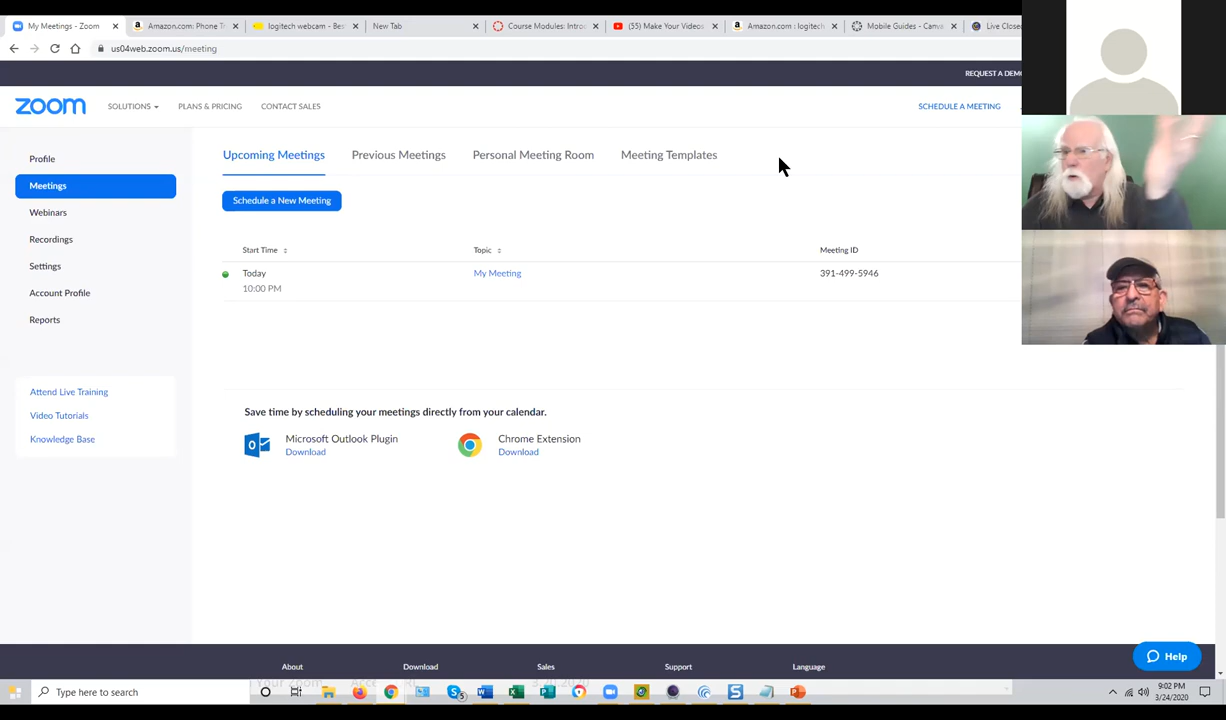 My Meetings - Zoom
Amazon.com: Phone T
logitech webcam - Bes
New Tab
Course Modules: Intro
(55) Make Your Videos
Amazon.com : logitech
Mobile Guides - Canva
Live Closed
us04web.zoom.us/meeting
REQUEST A DEMO
zoom
SOLUTIONS
PLANS & PRICING
CONTACT SALES
SCHEDULE A MEETING
Profile
Meetings
Webinars
Recordings
Settings
Account Profile
Reports
Attend Live Training
Video Tutorials
Knowledge Base
Upcoming Meetings
Previous Meetings
Personal Meeting Room
Meeting Templates
Schedule a New Meeting
Start Time
Topic
Meeting ID
Today
My Meeting
391-499-5946
10:00 PM
Save time by scheduling your meetings directly from your calendar.
Microsoft Outlook Plugin
Download
Chrome Extension
Download
Help
About
Download
Sales
Support
Language
Type here to search
9:02 PM
3/24/2020